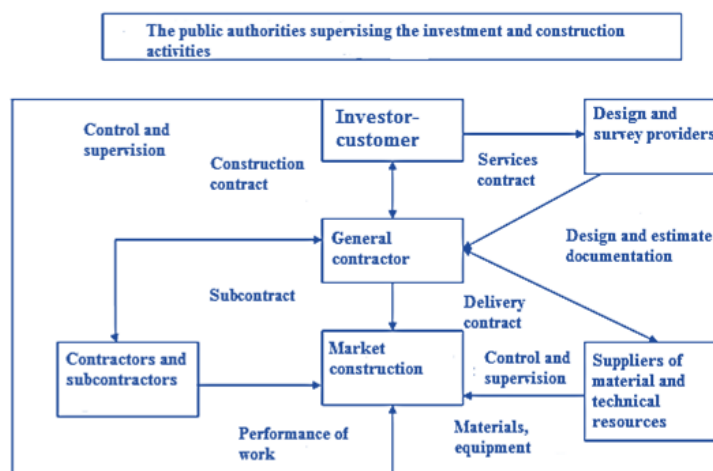 The public authorities supervising the investment and construction
activities
Investor-
customer
Design and
survey providers
Control and
supervision
Construction
contract
Services
contract
General
contractor
Design and estimate
documentation
Subcontract
Delivery
contract
Contractors and
subcontractors
Market
construction
Control and
supervision
Suppliers of
material and
technical
resources
Performance of
work
Materials,
equipment